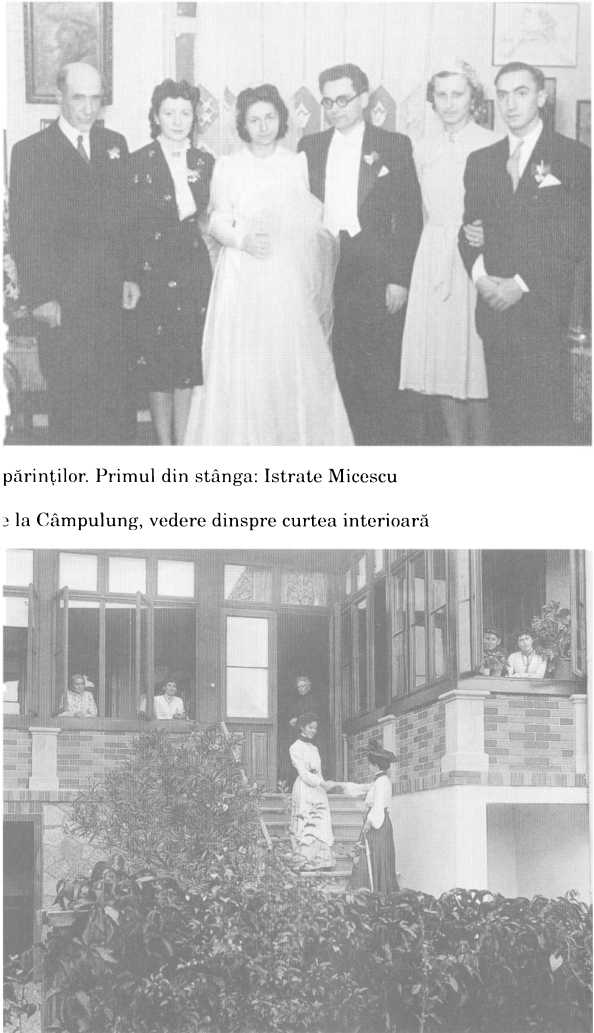 părinților. Primul din stânga: Istrate Micescu
la Câmpulung, vedere dinspre curtea interioară